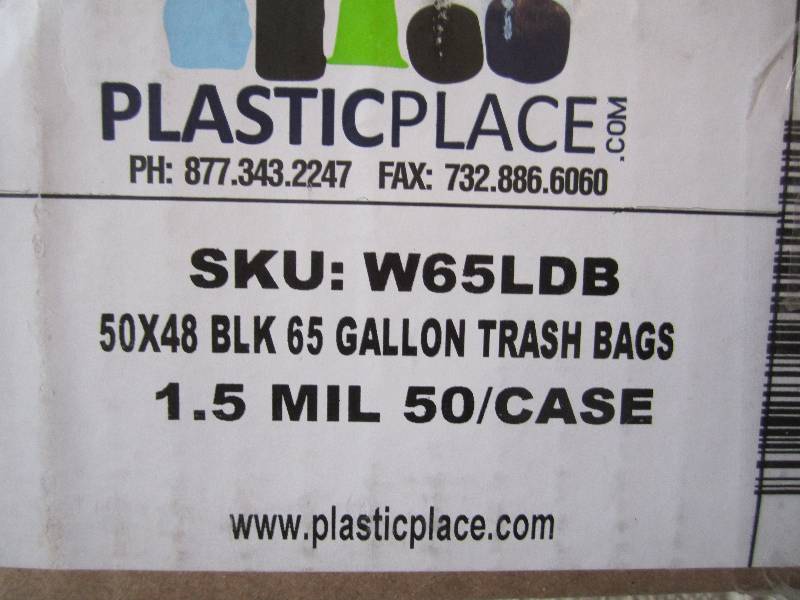 PLASTICPLACE.COM
PH: 877.343.2247 FAX: 732.886.6060
SKU: W65LDB
50X48 BLK 65 GALLON TRASH BAGS
1.5 MIL 50/CASE
www.plasticplace.com